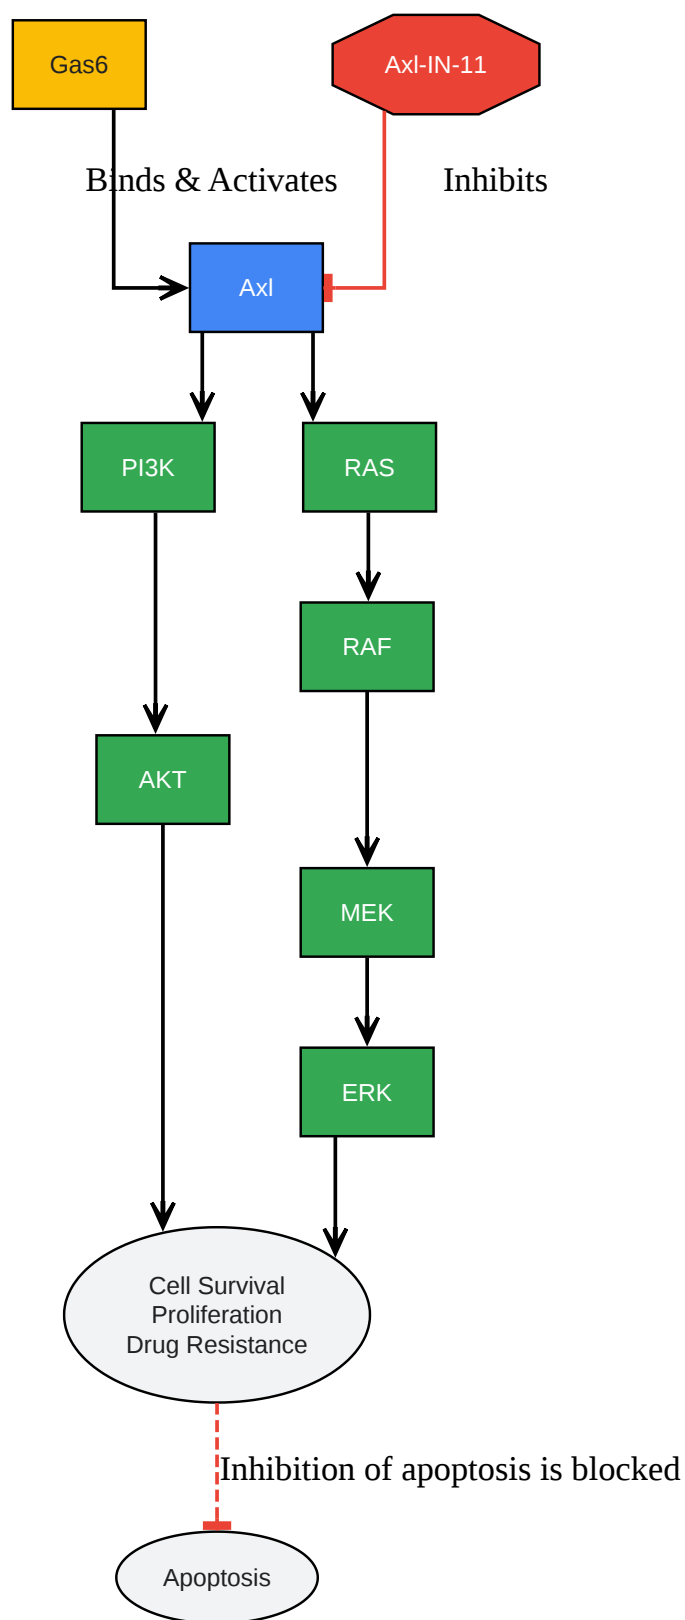 Gas6
Axl-IN-11
Binds & Activates
Inhibits
Axl
PI3K
RAS
RAF
AKT
MEK
ERK
Cell Survival
Proliferation
Drug Resistance
Inhibition of apoptosis is blocked
Apoptosis